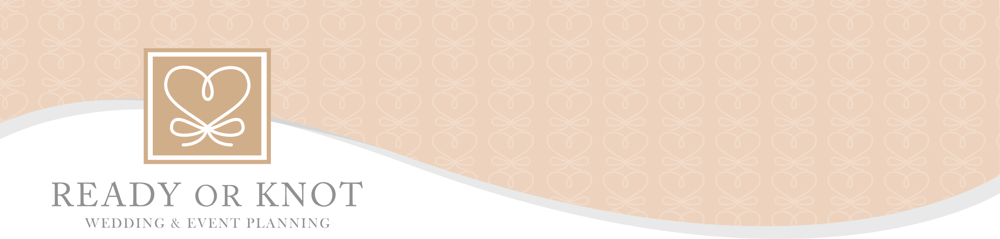 READY OR KNOT
WEDDING & EVENT PLANNING